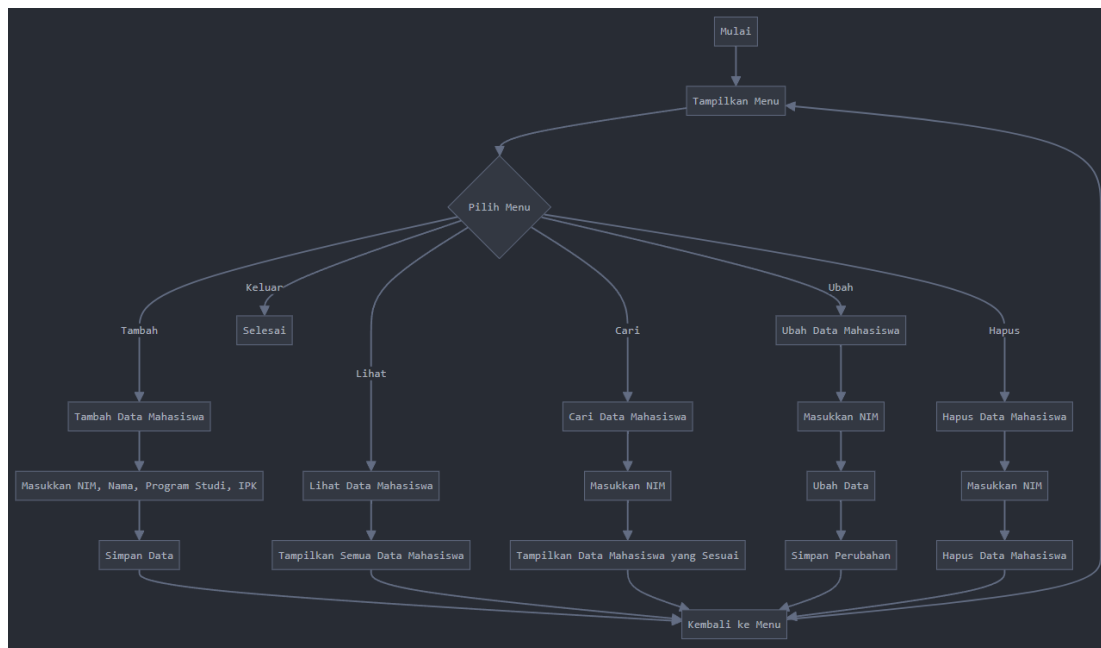 Mulai
Tampilkan Menu
Pilih Menu
Keluar
Ubah
Tambah
Selesai
Cari
Ubah Data Mahasiswa
Hapus
Lihat
Tambah Data Mahasiswa
Cari Data Mahasiswa
Masukkan NIM
Hapus Data Mahasiswa
Masukkan NIM, Nama, Program Studi, IPK
Lihat Data Mahasiswa
Masukkan NIM
Ubah Data
Masukkan NIM
Simpan Data
Tampilkan Semua Data Mahasiswa
Tampilkan Data Mahasiswa yang Sesuai
Simpan Perubahan
Hapus Data Mahasiswa
Kembali ke Menu